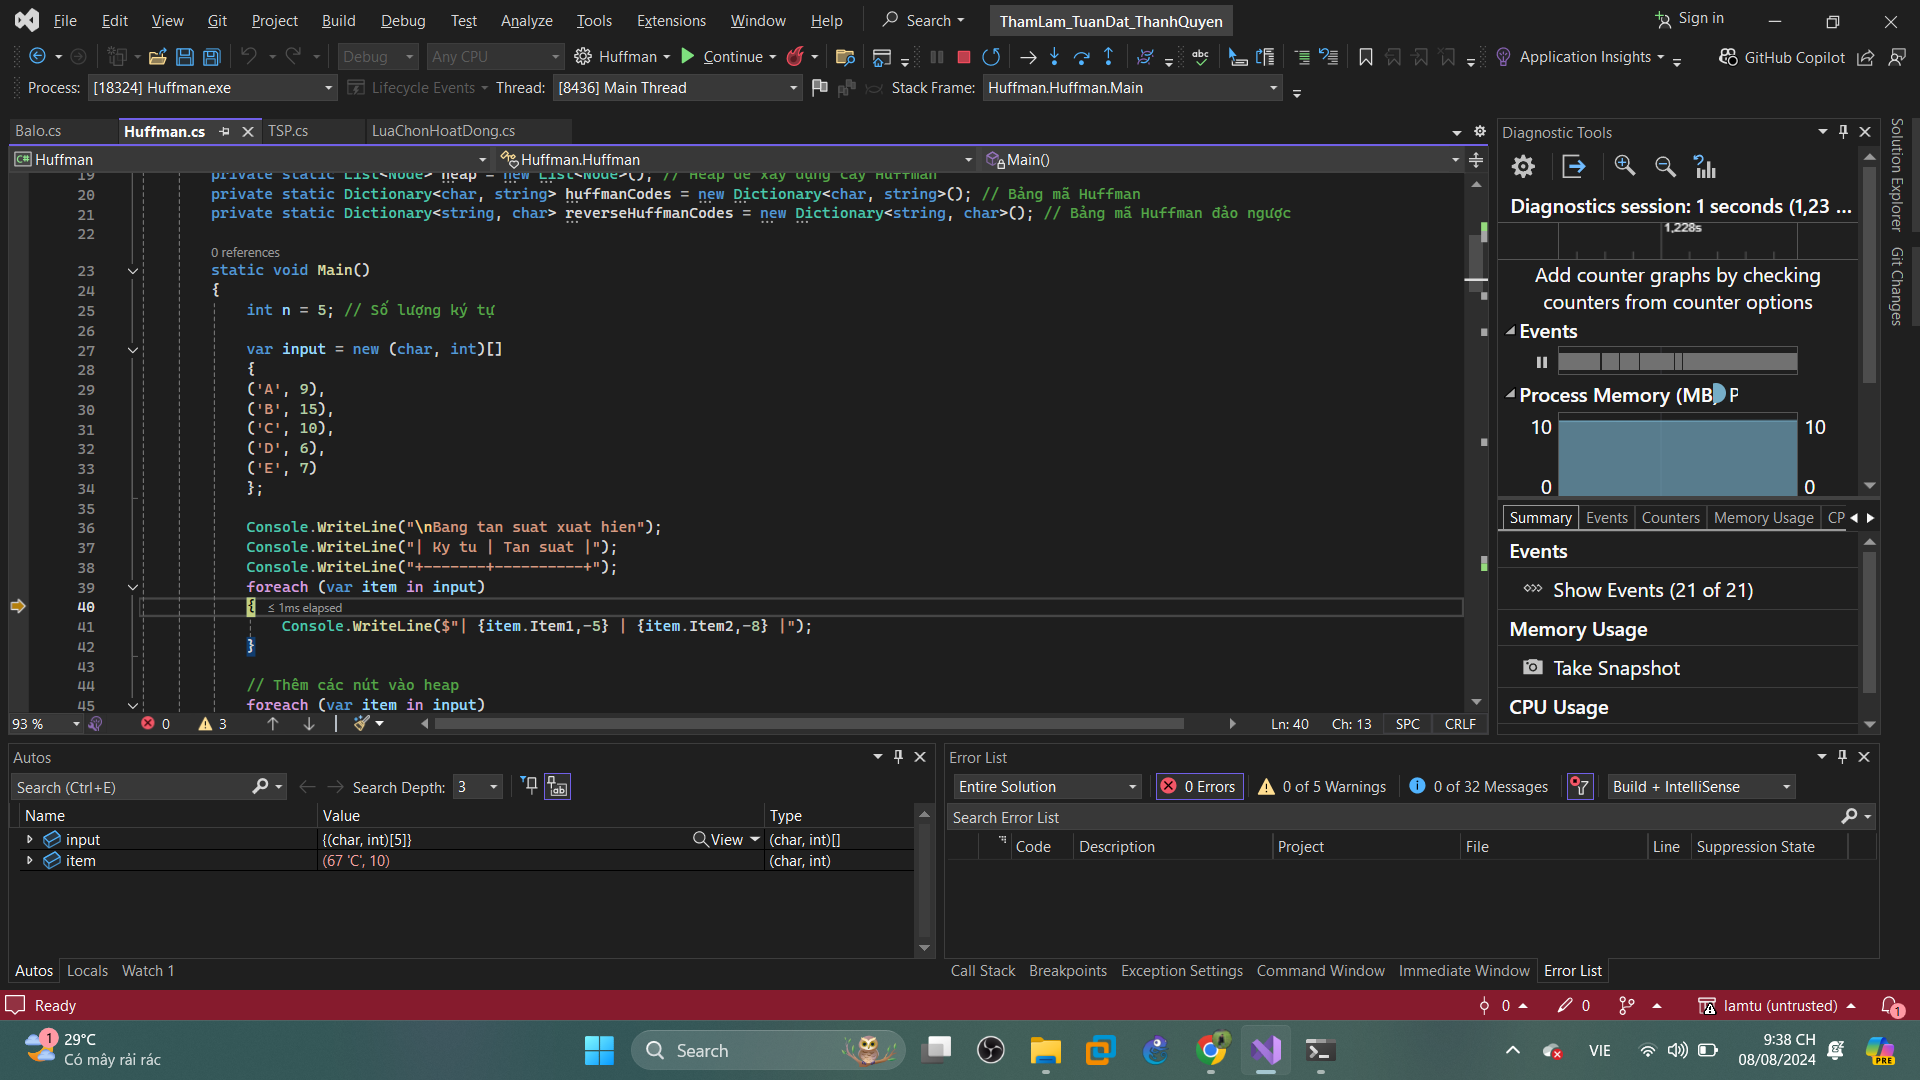 File Edit View Git Project Build Debug Test Analyze Tools Extensions Window Help Search ThamLam_TuanDat_ThanhQuyen Sign in
Debug Any CPU Huffman Continue Application Insights GitHub Copilot
Process: [18324] Huffman.exe Lifecycle Events Thread: [8436] Main Thread Stack Frame: Huffman.Huffman.Main
Balo.cs Huffman.cs TSP.cs LuaChonHoatDong.cs
Huffman Huffman.Huffman Main()
19 private static List<Node> heap = new List<Node>(); // Heap để xây dựng cây Huffman
20 private static Dictionary<char, string> huffmanCodes = new Dictionary<char, string>(); // Bảng mã Huffman
21 private static Dictionary<string, char> reverseHuffmanCodes = new Dictionary<string, char>(); // Bảng mã Huffman đảo ngược
22
0 references
23 static void Main()
24 {
25 int n = 5; // Số lượng ký tự
26
27 var input = new (char, int)[]
28 {
29 ('A', 9),
30 ('B', 15),
31 ('C', 10),
32 ('D', 6),
33 ('E', 7)
34 };
35
36 Console.WriteLine("\nBang tan suat xuat hien");
37 Console.WriteLine("| Ky tu | Tan suat |");
38 Console.WriteLine("+-------+----------+");
39 foreach (var item in input)
40 { ≤ 1ms elapsed
41 Console.WriteLine($"| {item.Item1,-5} | {item.Item2,-8} |");
42 }
43
44 // Thêm các nút vào heap
45 foreach (var item in input)
93 % 0 3 Ln: 40 Ch: 13 SPC CRLF
Diagnostic Tools
Diagnostics session: 1 seconds (1,23 ...
1,228s
Add counter graphs by checking
counters from counter options
Events
Process Memory (MB) P
10 10
0 0
Summary Events Counters Memory Usage CP
Events
Show Events (21 of 21)
Memory Usage
Take Snapshot
CPU Usage
Solution Explorer
Git Changes
Autos
Search (Ctrl+E) Search Depth: 3
Name Value Type
input {(char, int)[5]} View (char, int)[]
item (67 'C', 10) (char, int)
Autos Locals Watch 1
Error List
Entire Solution 0 Errors 0 of 5 Warnings 0 of 32 Messages Build + IntelliSense
Search Error List
Code Description Project File Line Suppression State
Call Stack Breakpoints Exception Settings Command Window Immediate Window Error List
Ready 0 0 lamtu (untrusted) 1
1 29°C
Có mây rải rác
Search
VIE
9:38 CH
08/08/2024
PRE